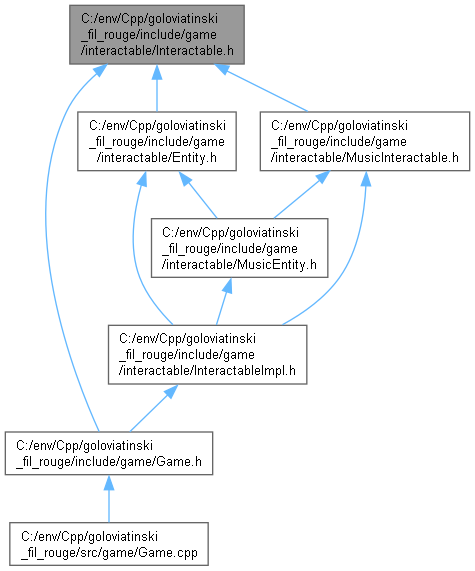 C:/env/Cpp/goloviatinski
_fil_rouge/include/game
/interactable/Interactable.h
C:/env/Cpp/goloviatinski
_fil_rouge/include/game
/interactable/Entity.h
C:/env/Cpp/goloviatinski
_fil_rouge/include/game
/interactable/MusicInteractable.h
C:/env/Cpp/goloviatinski
_fil_rouge/include/game
/interactable/MusicEntity.h
C:/env/Cpp/goloviatinski
_fil_rouge/include/game
/interactable/InteractableImpl.h
C:/env/Cpp/goloviatinski
_fil_rouge/include/game/Game.h
C:/env/Cpp/goloviatinski
_fil_rouge/src/game/Game.cpp